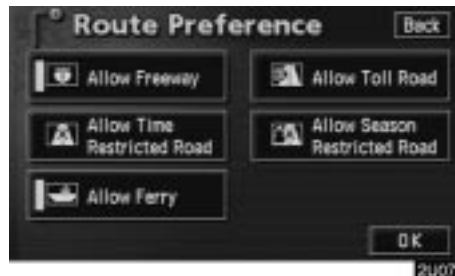 Route Preference
Back
Allow Freeway
Allow Toll Road
Allow Time
Restricted Road
Allow Season
Restricted Road
Allow Ferry
OK
2U07